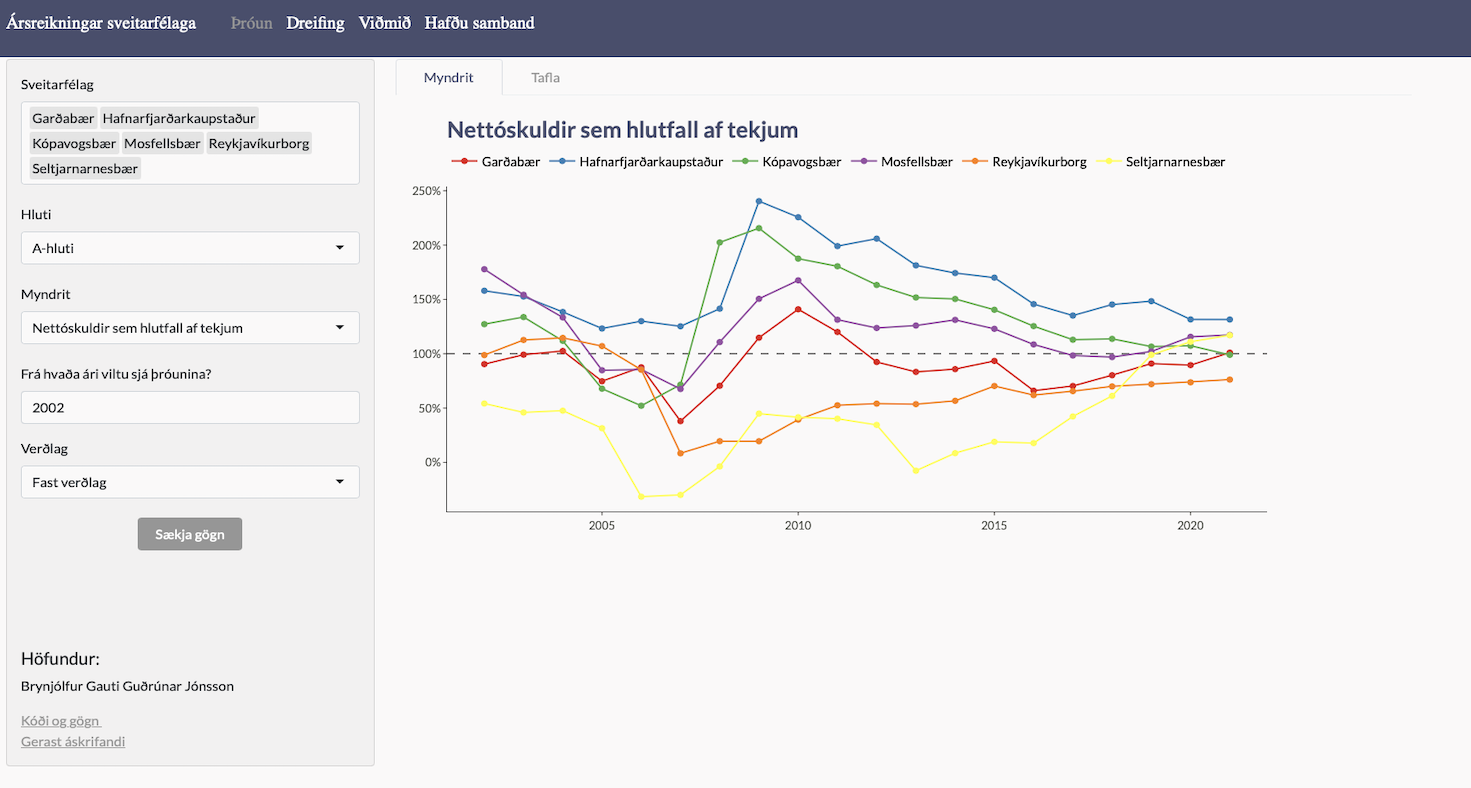 Ársreikningar sveitarfélaga Þróun Dreifing Viðmið Hafðu samband
Sveitarfélag
Garðabær Hafnarfjarðarkaupstaður
Kópavogsbær Mosfellsbær Reykjavíkurborg
Seltjarnarnesbær
Hluti
A-hluti
Myndrit
Nettóskuldir sem hlutfall af tekjum
Frá hvaða ári viltu sjá þróunina?
2002
Verðlag
Fast verðlag
Sækja gögn
Höfundur:
Brynjólfur Gauti Guðrúnar Jónsson
Kóði og gögn
Gerast áskrifandi
Myndrit Tafla
Nettóskuldir sem hlutfall af tekjum
Garðabær Hafnarfjarðarkaupstaður Kópavogsbær Mosfellsbær Reykjavíkurborg Seltjarnarnesbær
250%
200%
150%
100%
50%
0%
2005 2010 2015 2020